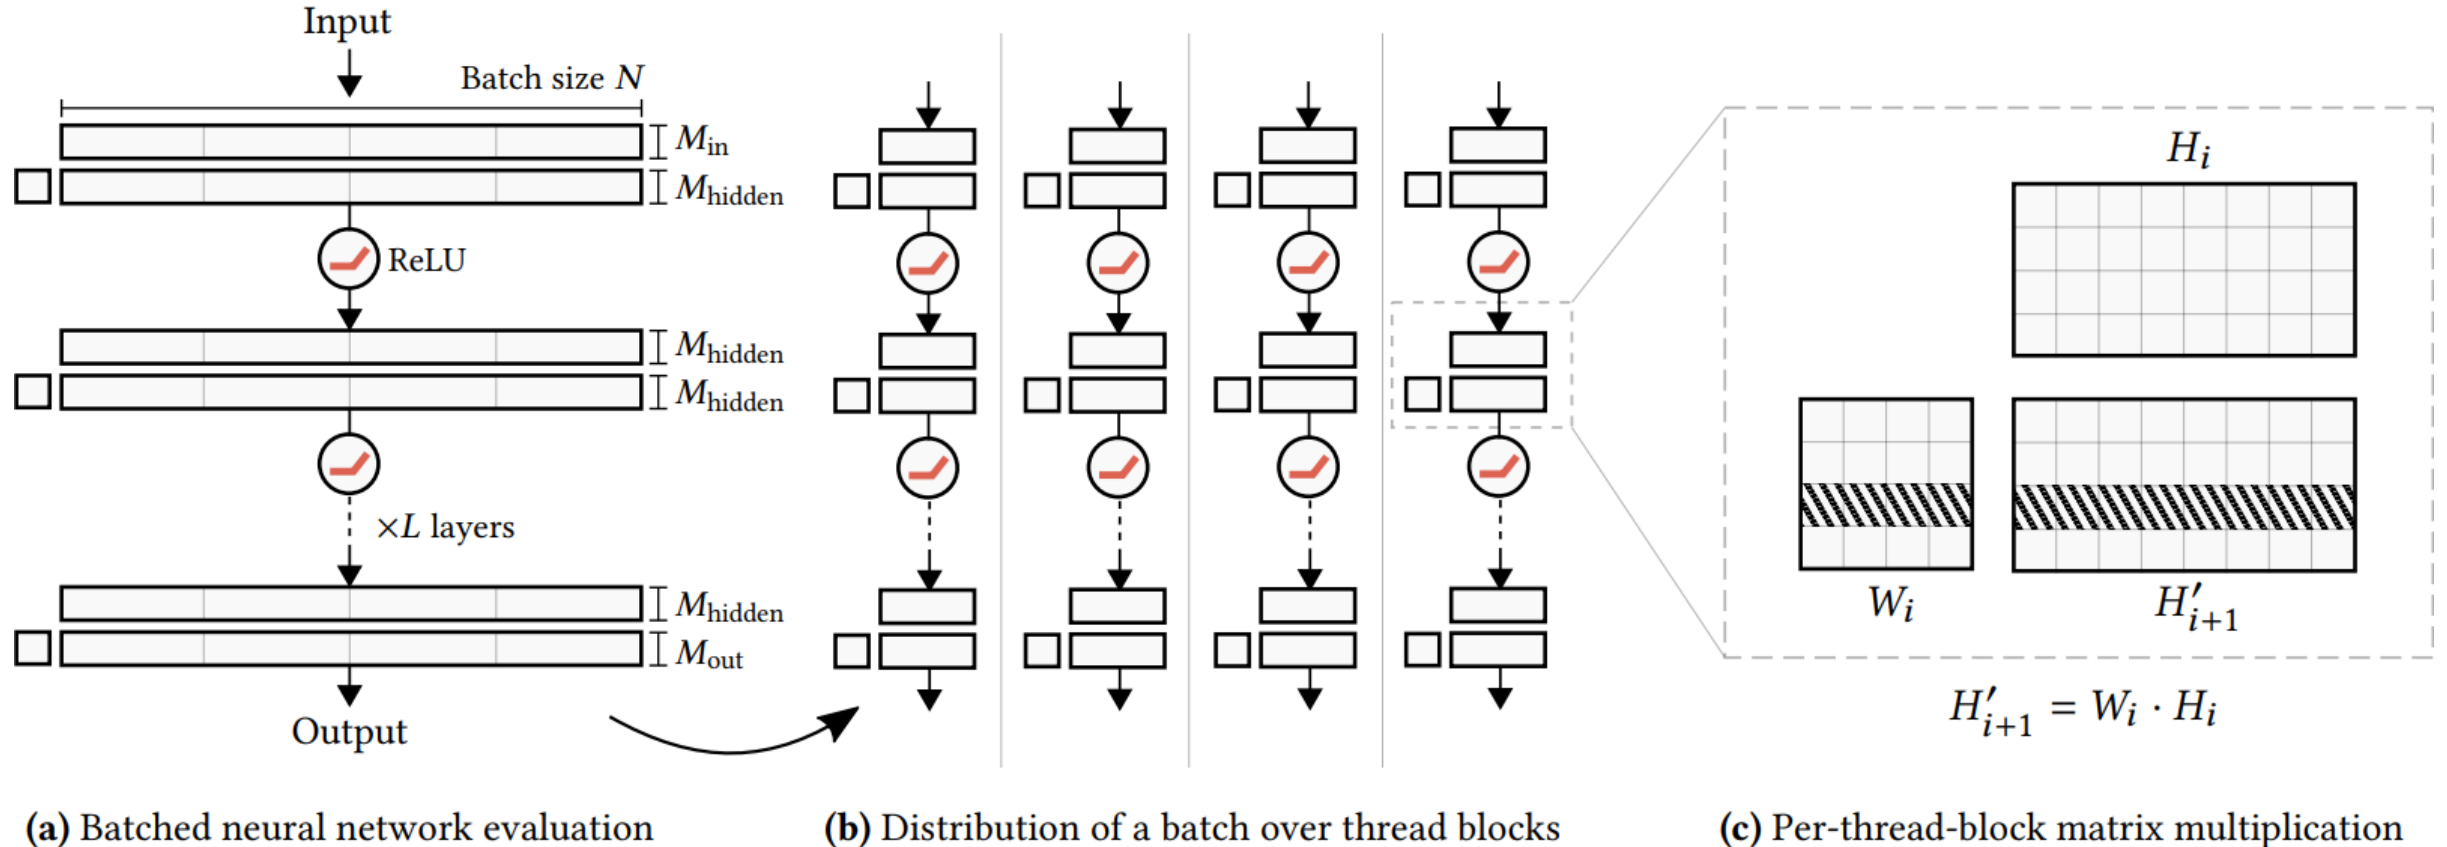 Input
Batch size N
M_in
M_hidden
ReLU
M_hidden
M_hidden
×L layers
M_hidden
M_out
Output
(a) Batched neural network evaluation
(b) Distribution of a batch over thread blocks
H_i
W_i
H′_{i+1}
H′_{i+1} = W_i · H_i
(c) Per-thread-block matrix multiplication